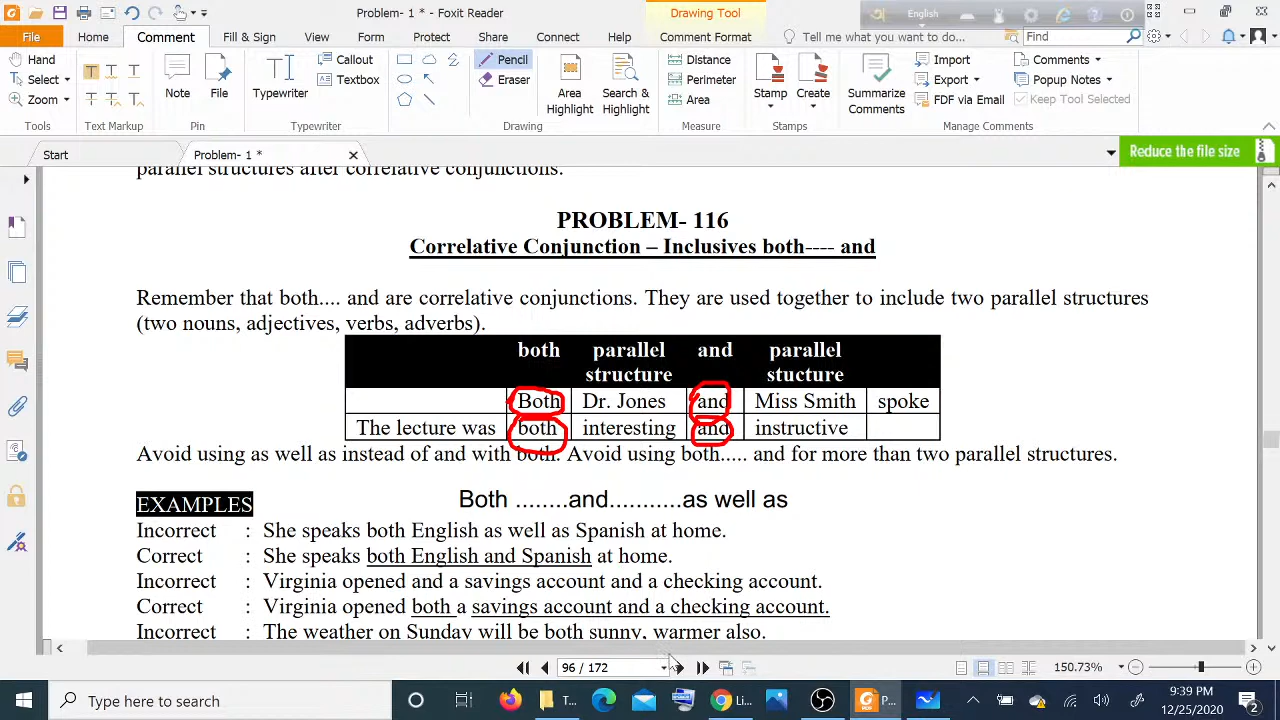 Problem- 1 * - Foxit Reader
Drawing Tool
English
File Home Comment Fill & Sign View Form Protect Share Connect Help Extras Comment Format Tell me what you want to do... Find
Hand
Select
Zoom
Tools
Text Markup
Note
File
Pin
Typewriter
Callout
Textbox
Typewriter
Pencil
Eraser
Area Highlight
Search & Highlight
Drawing
Distance
Perimeter
Area
Measure
Stamp
Create
Stamps
Summarize Comments
Import
Export
FDF via Email
Comments
Popup Notes
Keep Tool Selected
Manage Comments
Start
Problem- 1 *
Reduce the file size
parallel structures after correlative conjunctions.
PROBLEM- 116
Correlative Conjunction – Inclusives both---- and
Remember that both.... and are correlative conjunctions. They are used together to include two parallel structures
(two nouns, adjectives, verbs, adverbs).
both parallel structure and parallel stucture
Both Dr. Jones and Miss Smith spoke
The lecture was both interesting and instructive
Avoid using as well as instead of and with both. Avoid using both..... and for more than two parallel structures.
EXAMPLES
Both ........and...........as well as
Incorrect : She speaks both English as well as Spanish at home.
Correct : She speaks both English and Spanish at home.
Incorrect : Virginia opened and a savings account and a checking account.
Correct : Virginia opened both a savings account and a checking account.
Incorrect : The weather on Sunday will be both sunny, warmer also.
96 / 172
150.73%
Type here to search
T...
Li...
P...
9:39 PM
12/25/2020
2